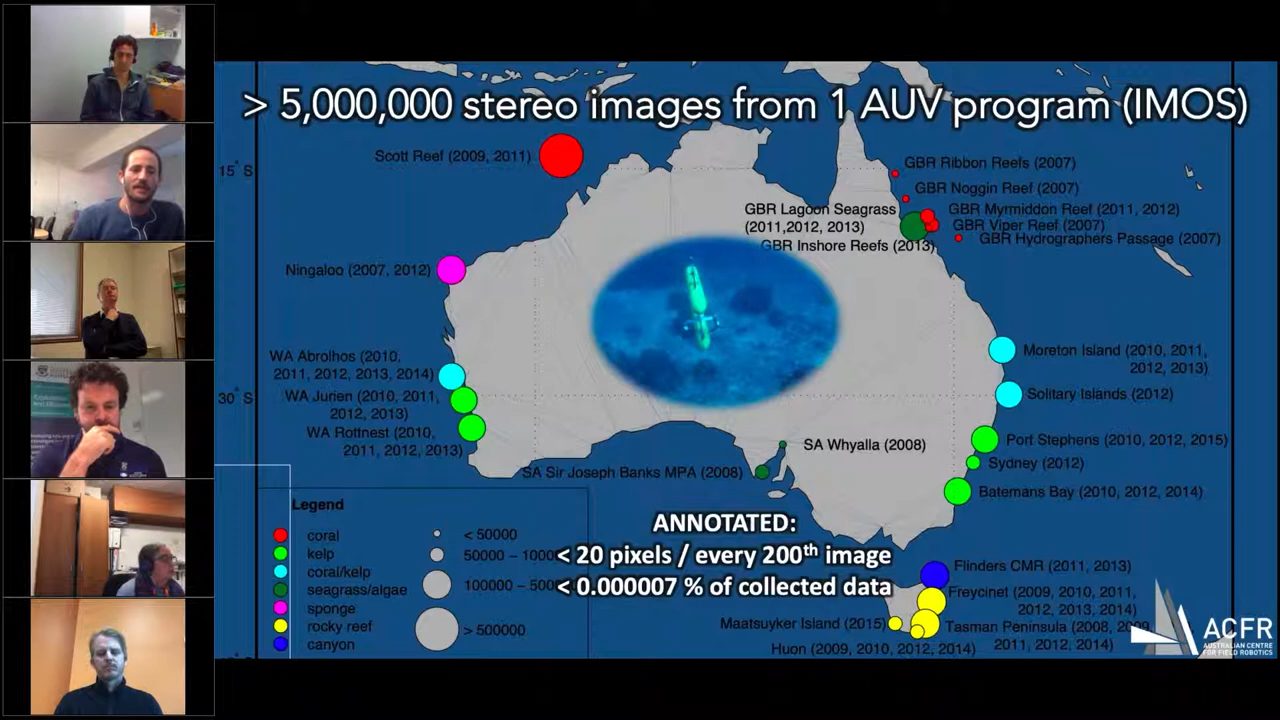 > 5,000,000 stereo images from 1 AUV program (IMOS)
Scott Reef (2009, 2011)
15° S
GBR Ribbon Reefs (2007)
GBR Noggin Reef (2007)
GBR Lagoon Seagrass
(2011,2012, 2013)
GBR Myrmiddon Reef (2011, 2012)
GBR Viper Reef (2007)
GBR Hydrographers Passage (2007)
GBR Inshore Reefs (2013)
Ningaloo (2007, 2012)
WA Abrolhos (2010,
2011, 2012, 2013, 2014)
Moreton Island (2010, 2011,
2012, 2013)
30° S
WA Jurien (2010, 2011,
2012, 2013)
Solitary Islands (2012)
WA Rottnest (2010,
2011, 2012, 2013)
SA Whyalla (2008)
Port Stephens (2010, 2012, 2015)
Sydney (2012)
SA Sir Joseph Banks MPA (2008)
Batemans Bay (2010, 2012, 2014)
Legend
coral
kelp
coral/kelp
seagrass/algae
sponge
rocky reef
canyon
< 50000
50000 – 1000
100000 – 500
> 500000
ANNOTATED:
< 20 pixels / every 200th image
< 0.000007 % of collected data
Flinders CMR (2011, 2013)
Freycinet (2009, 2010, 2011,
2012, 2013, 2014)
Maatsuyker Island (2015)
Tasman Peninsula (2008, 2009,
2011, 2012, 2014)
Huon (2009, 2010, 2012, 2014)
ACFR
AUSTRALIAN CENTRE
FOR FIELD ROBOTICS